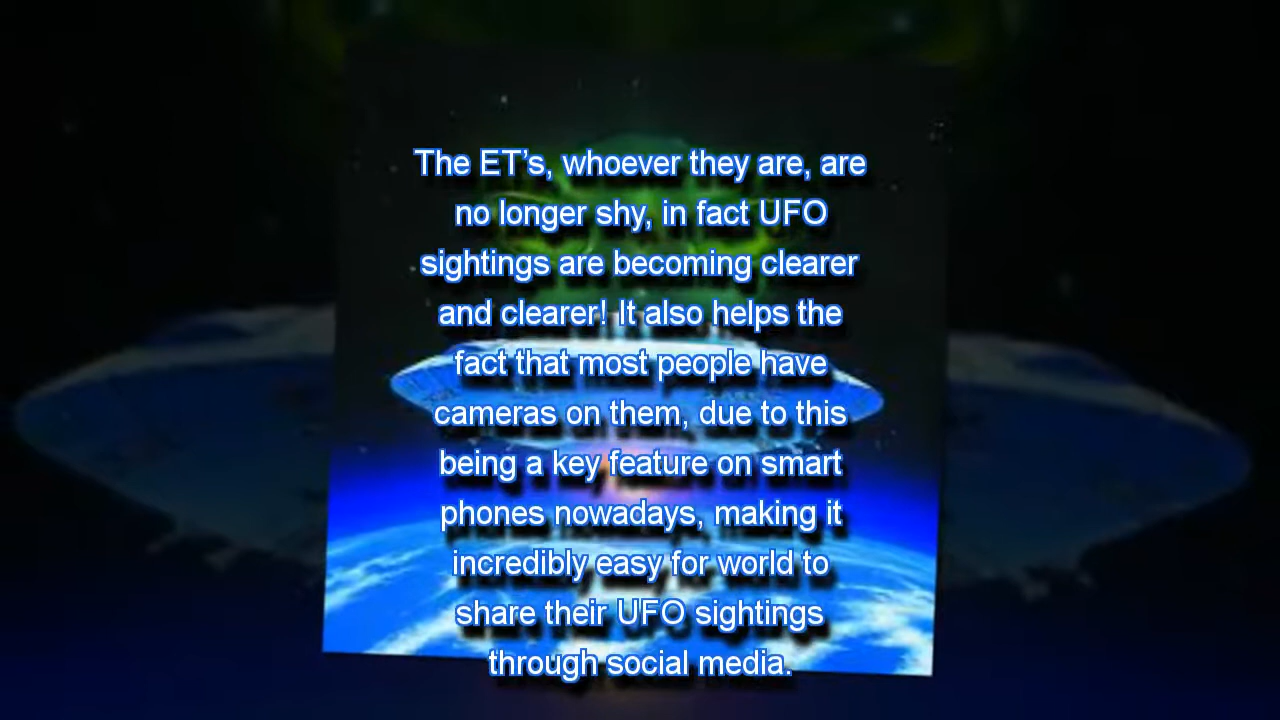 The ET’s, whoever they are, are
no longer shy, in fact UFO
sightings are becoming clearer
and clearer! It also helps the
fact that most people have
cameras on them, due to this
being a key feature on smart
phones nowadays, making it
incredibly easy for world to
share their UFO sightings
through social media.